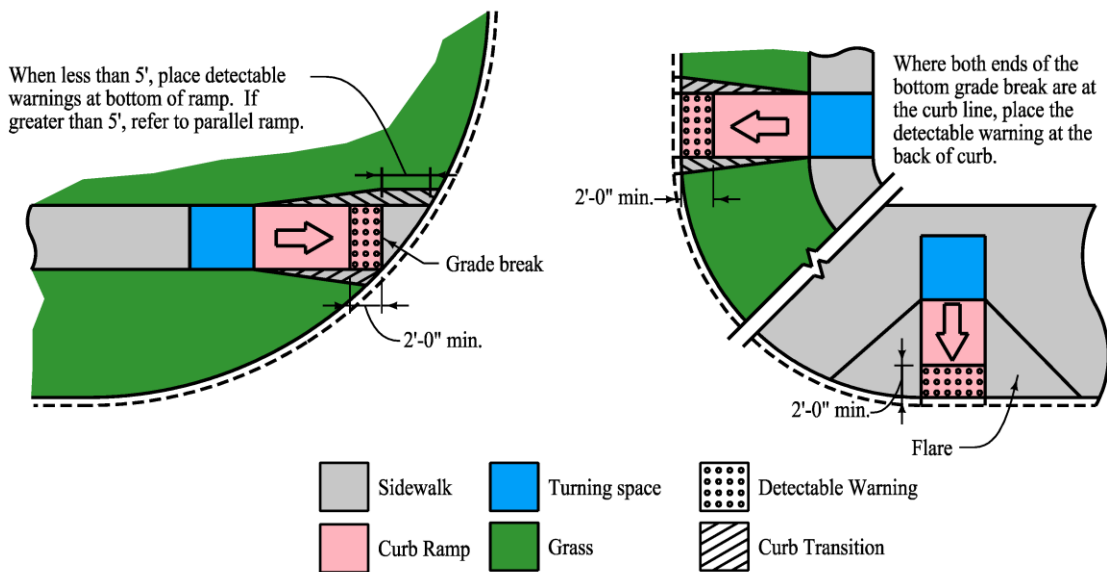 When less than 5', place detectable
warnings at bottom of ramp.  If
greater than 5', refer to parallel ramp.
Grade break
2'-0" min.
Where both ends of the
bottom grade break are at
the curb line, place the
detectable warning at the
back of curb.
2'-0" min.
2'-0" min.
Flare
Sidewalk
Turning space
Detectable Warning
Curb Ramp
Grass
Curb Transition